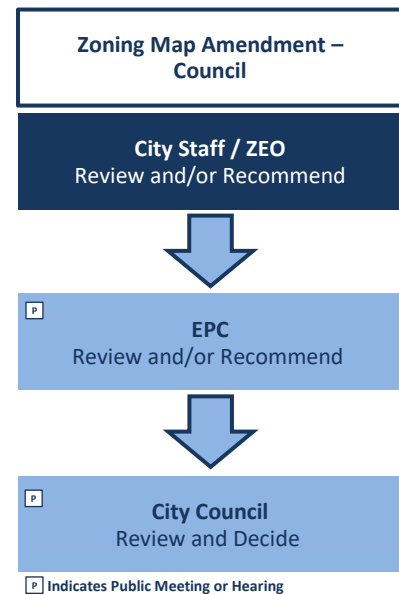 Zoning Map Amendment –
Council
City Staff / ZEO
Review and/or Recommend
P
EPC
Review and/or Recommend
P
City Council
Review and Decide
P Indicates Public Meeting or Hearing